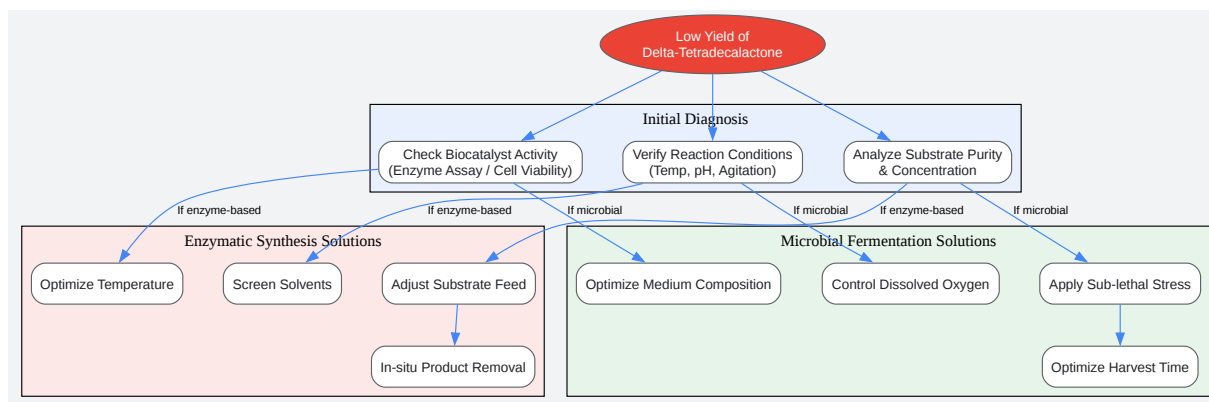 Low Yield of
Delta-Tetradecalactone
Initial Diagnosis
Check Biocatalyst Activity
(Enzyme Assay / Cell Viability)
Verify Reaction Conditions
(Temp, pH, Agitation)
Analyze Substrate Purity
& Concentration
If enzyme-based
If enzyme-based
If microbial
If microbial
If enzyme-based
If microbial
Enzymatic Synthesis Solutions
Microbial Fermentation Solutions
Optimize Temperature
Screen Solvents
Adjust Substrate Feed
Optimize Medium Composition
Control Dissolved Oxygen
Apply Sub-lethal Stress
In-situ Product Removal
Optimize Harvest Time